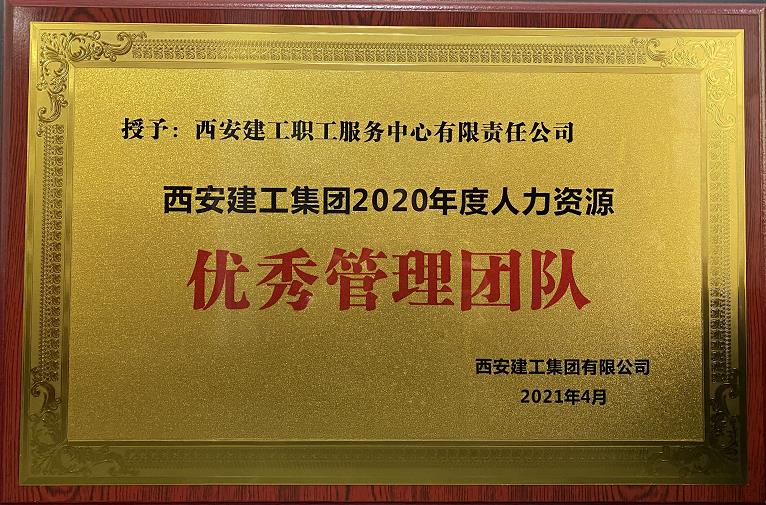 授予：西安建工职工服务中心有限责任公司
西安建工集团2020年度人力资源
优秀管理团队
西安建工集团有限公司
2021年4月